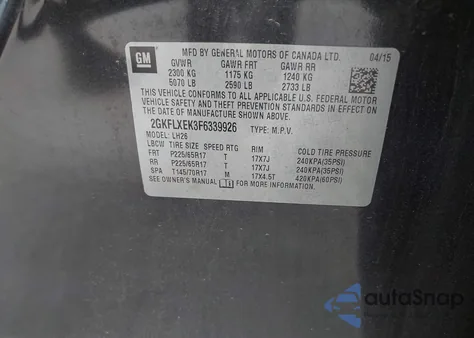 GM MFD BY GENERAL MOTORS OF CANADA LTD. 04/15
GVWR GAWR FRT GAWR RR
2300 KG 1175 KG 1240 KG
5070 LB 2590 LB 2733 LB
THIS VEHICLE CONFORMS TO ALL APPLICABLE U.S. FEDERAL MOTOR
VEHICLE SAFETY AND THEFT PREVENTION STANDARDS IN EFFECT ON
THE DATE OF MANUFACTURE SHOWN ABOVE.
2GKFLXEK3F6339926 TYPE: M.P.V.
MODEL: LH26
LBCW TIRE SIZE SPEED RTG RIM COLD TIRE PRESSURE
FRT P225/65R17 T 17X7J 240KPA(35PSI)
RR P225/65R17 T 17X7J 240KPA(35PSI)
SPA T145/70R17 M 17X4.5T 420KPA(60PSI)
SEE OWNER'S MANUAL FOR MORE INFORMATION.
autoSnap